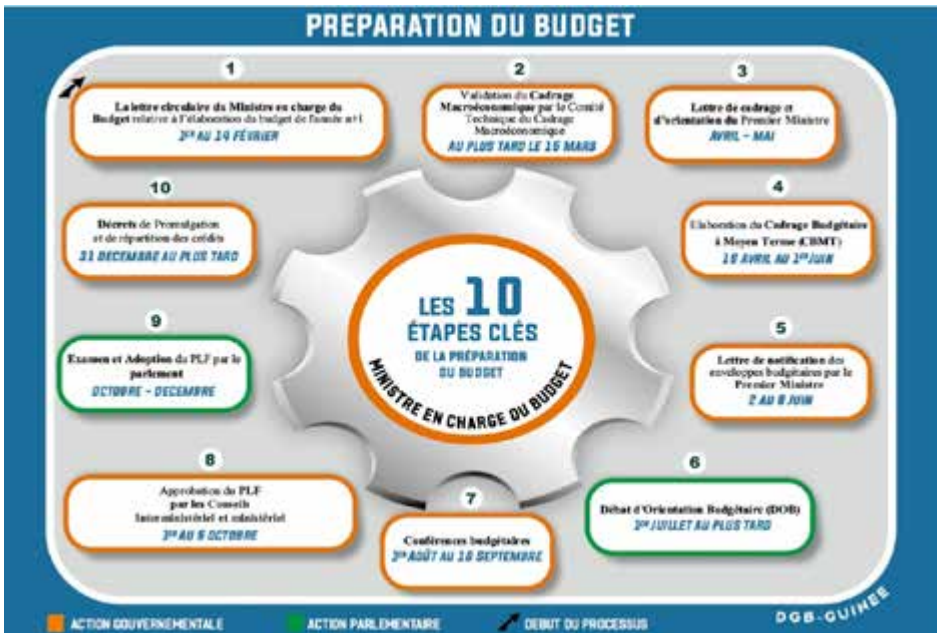 PREPARATION DU BUDGET
1
La lettre circulaire du Ministre en charge du
Budget relative à l'élaboration du budget de l'année n+1
1er AU 14 FÉVRIER
2
Validation du Cadrage
Macroéconomique par le Comité
Technique du Cadrage
Macroéconomique
AU PLUS TARD LE 15 MARS
3
Lettre de cadrage et
d'orientation du Premier Ministre
AVRIL – MAI
4
Elaboration du Cadrage Budgétaire
à Moyen Terme (CBMT)
AVRIL AU 1er JUIN
5
Lettre de notification des
enveloppes budgétaires par le
Premier Ministre
2 AU JUIN
6
Débat d'Orientation Budgétaire (DOB)
1er JUILLET AU PLUS TARD
7
Conférences budgétaires
1er AOÛT AU SEPTEMBRE
8
Approbation du PLF
par les Conseils
Interministériel et ministériel
1er AU OCTOBRE
9
Examen et Adoption du PLF par le
parlement
OCTOBRE – DECEMBRE
10
Décrets de Promulgation
et de répartition des crédits
31 DECEMBRE AU PLUS TARD
LES 10
ÉTAPES CLÉS
DE LA PRÉPARATION
DU BUDGET
MINISTRE EN CHARGE DU BUDGET
ACTION GOUVERNEMENTALE
ACTION PARLEMENTAIRE
DEBUT DU PROCESSUS
DGB-GUINEE